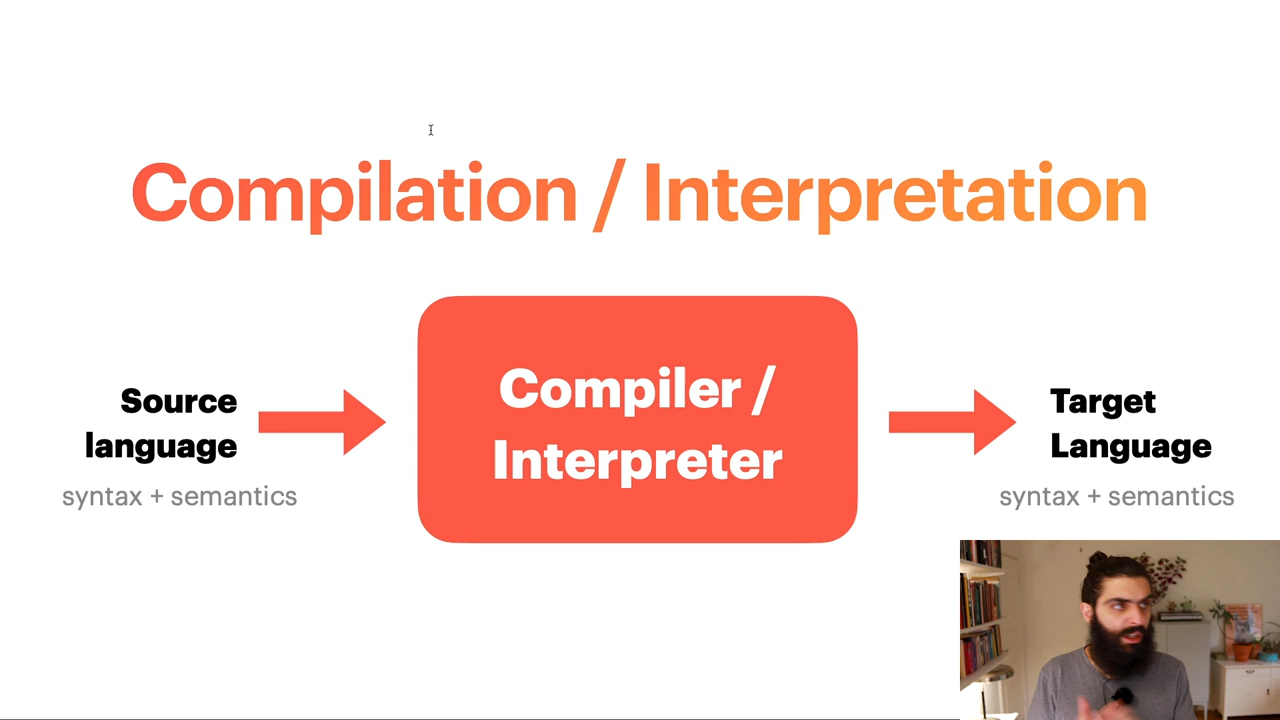 Compilation / Interpretation
Source
language
syntax + semantics
Compiler /
Interpreter
Target
Language
syntax + semantics